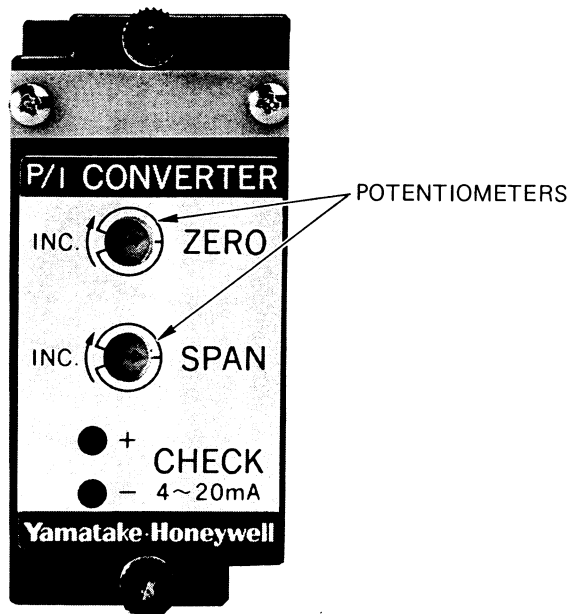 P/I CONVERTER
POTENTIOMETERS
INC. ZERO
INC. SPAN
+
CHECK
− 4~20mA
Yamatake·Honeywell